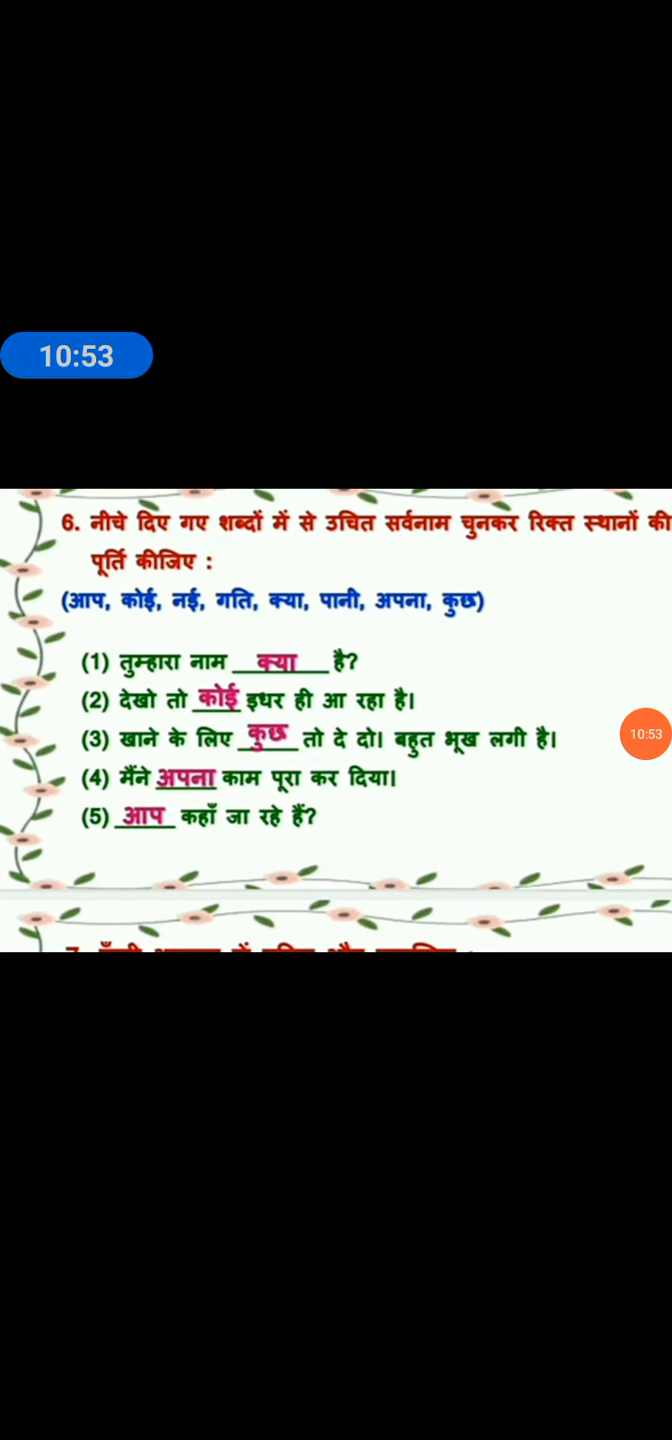 10:53
6. नीचे दिए गए शब्दों में से उचित सर्वनाम चुनकर रिक्त स्थानों की
पूर्ति कीजिए :
(आप, कोई, नई, गति, क्या, पानी, अपना, कुछ)
(1) तुम्हारा नाम क्या है?
(2) देखो तो कोई इधर ही आ रहा है।
(3) खाने के लिए कुछ तो दे दो। बहुत भूख लगी है।
10:53
(4) मैंने अपना काम पूरा कर दिया।
(5) आप कहाँ जा रहे हैं?